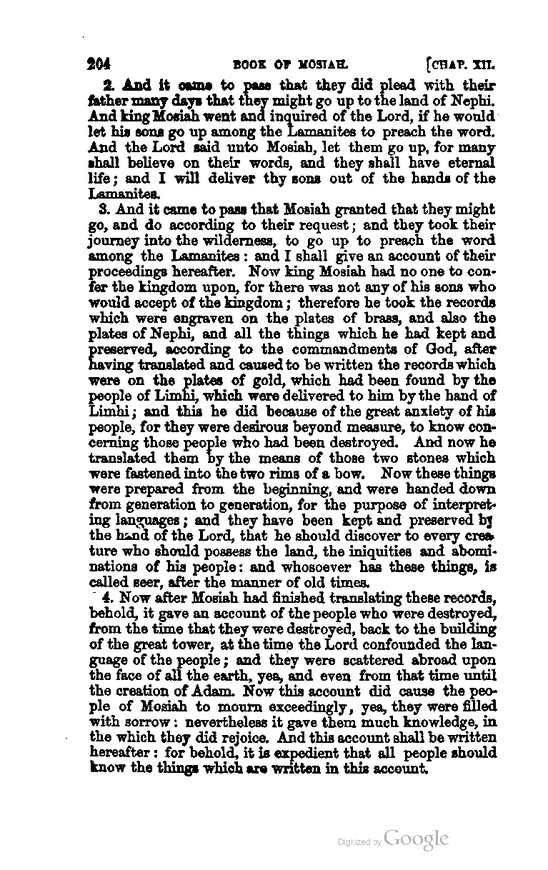 204 BOOK OF MOSIAH. [CHAP. XII.
2. And it came to pass that they did plead with their
father many days that they might go up to the land of Nephi.
And king Mosiah went and inquired of the Lord, if he would
let his sons go up among the Lamanites to preach the word.
And the Lord said unto Mosiah, let them go up, for many
shall believe on their words, and they shall have eternal
life; and I will deliver thy sons out of the hands of the
Lamanites.
3. And it came to pass that Mosiah granted that they might
go, and do according to their request; and they took their
journey into the wilderness, to go up to preach the word
among the Lamanites: and I shall give an account of their
proceedings hereafter. Now king Mosiah had no one to con-
fer the kingdom upon, for there was not any of his sons who
would accept of the kingdom; therefore he took the records
which were engraven on the plates of brass, and also the
plates of Nephi, and all the things which he had kept and
preserved, according to the commandments of God, after
having translated and caused to be written the records which
were on the plates of gold, which had been found by the
people of Limhi, which were delivered to him by the hand of
Limhi; and this he did because of the great anxiety of his
people, for they were desirous beyond measure, to know con-
cerning those people who had been destroyed. And now he
translated them by the means of those two stones which
were fastened into the two rims of a bow. Now these things
were prepared from the beginning, and were handed down
from generation to generation, for the purpose of interpret-
ing languages; and they have been kept and preserved by
the hand of the Lord, that he should discover to every crea-
ture who should possess the land, the iniquities and abomi-
nations of his people: and whosoever has these things, is
called seer, after the manner of old times.
4. Now after Mosiah had finished translating these records,
behold, it gave an account of the people who were destroyed,
from the time that they were destroyed, back to the building
of the great tower, at the time the Lord confounded the lan-
guage of the people; and they were scattered abroad upon
the face of all the earth, yea, and even from that time until
the creation of Adam. Now this account did cause the peo-
ple of Mosiah to mourn exceedingly, yea, they were filled
with sorrow: nevertheless it gave them much knowledge, in
the which they did rejoice. And this account shall be written
hereafter: for behold, it is expedient that all people should
know the things which are written in this account.
Digitized by Google